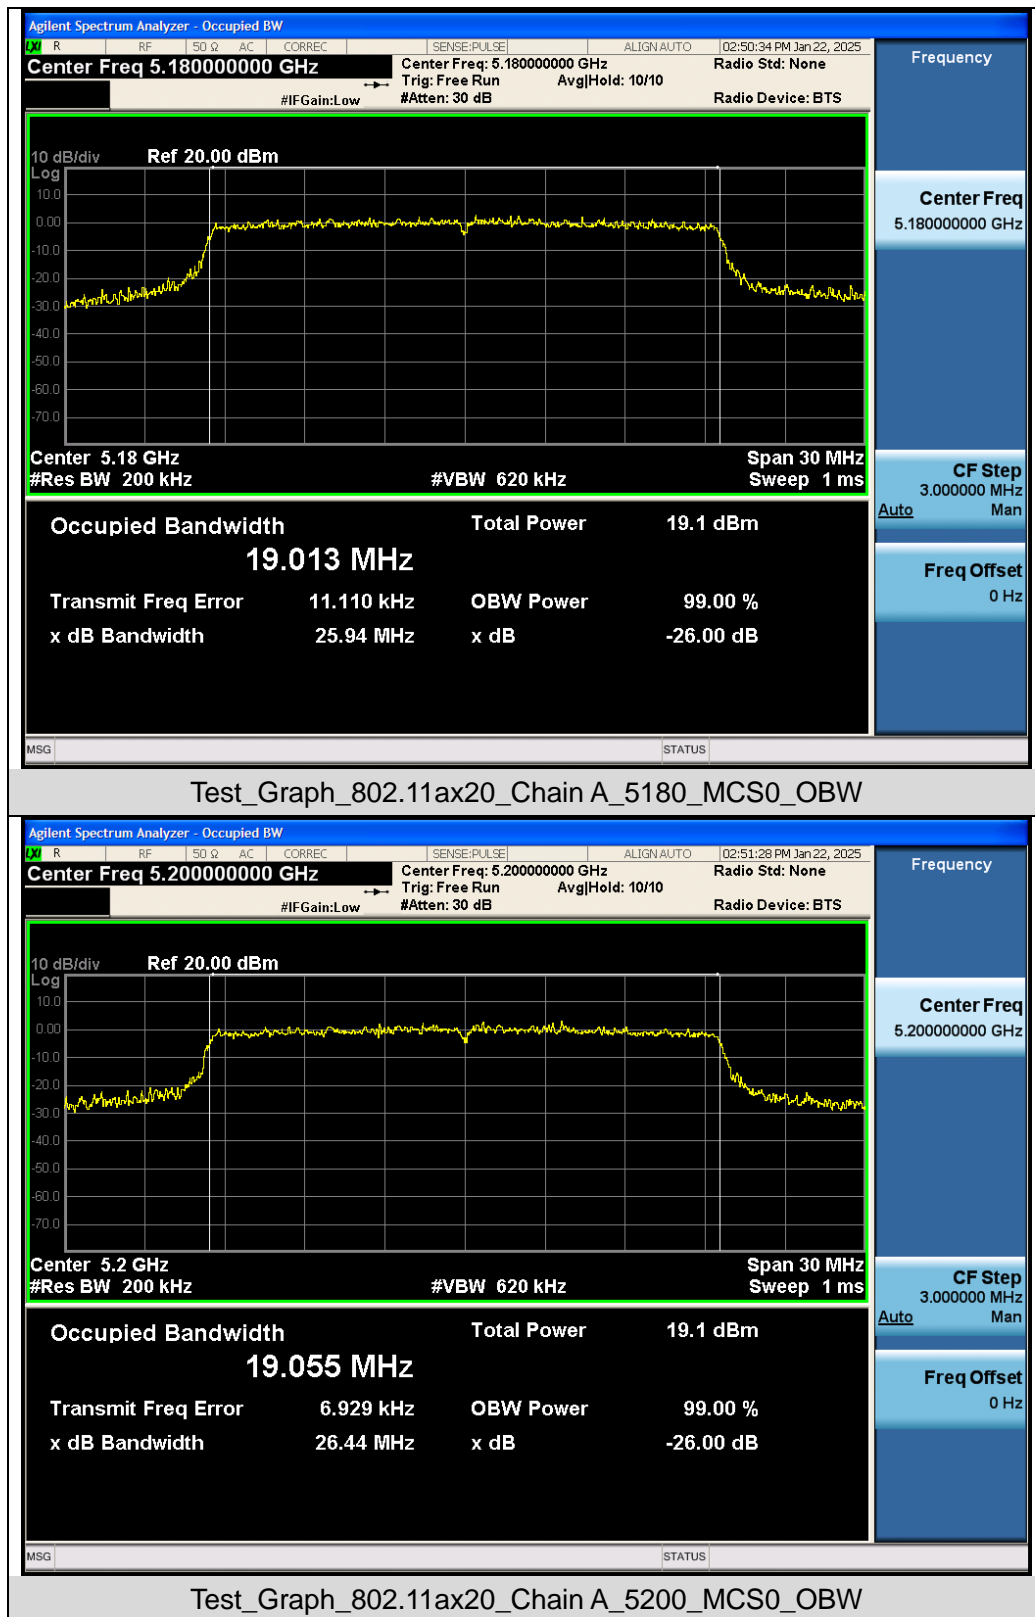 Agilent Spectrum Analyzer - Occupied BW
LXI R RF 50 Ω AC CORREC SENSE:PULSE ALIGN AUTO 02:50:34 PM Jan 22, 2025
Center Freq 5.180000000 GHz
Center Freq: 5.180000000 GHz Radio Std: None
Trig: Free Run Avg|Hold: 10/10
#IFGain:Low #Atten: 30 dB Radio Device: BTS
10 dB/div Ref 20.00 dBm
Log
10.0
0.00
-10.0
-20.0
-30.0
-40.0
-50.0
-60.0
-70.0
Center 5.18 GHz Span 30 MHz
#Res BW 200 kHz #VBW 620 kHz Sweep 1 ms
Occupied Bandwidth Total Power 19.1 dBm
19.013 MHz
Transmit Freq Error 11.110 kHz OBW Power 99.00 %
x dB Bandwidth 25.94 MHz x dB -26.00 dB
MSG STATUS
Frequency
Center Freq
5.180000000 GHz
CF Step
3.000000 MHz
Auto Man
Freq Offset
0 Hz
Test_Graph_802.11ax20_Chain A_5180_MCS0_OBW
Agilent Spectrum Analyzer - Occupied BW
LXI R RF 50 Ω AC CORREC SENSE:PULSE ALIGN AUTO 02:51:28 PM Jan 22, 2025
Center Freq 5.200000000 GHz
Center Freq: 5.200000000 GHz Radio Std: None
Trig: Free Run Avg|Hold: 10/10
#IFGain:Low #Atten: 30 dB Radio Device: BTS
10 dB/div Ref 20.00 dBm
Log
10.0
0.00
-10.0
-20.0
-30.0
-40.0
-50.0
-60.0
-70.0
Center 5.2 GHz Span 30 MHz
#Res BW 200 kHz #VBW 620 kHz Sweep 1 ms
Occupied Bandwidth Total Power 19.1 dBm
19.055 MHz
Transmit Freq Error 6.929 kHz OBW Power 99.00 %
x dB Bandwidth 26.44 MHz x dB -26.00 dB
MSG STATUS
Frequency
Center Freq
5.200000000 GHz
CF Step
3.000000 MHz
Auto Man
Freq Offset
0 Hz
Test_Graph_802.11ax20_Chain A_5200_MCS0_OBW